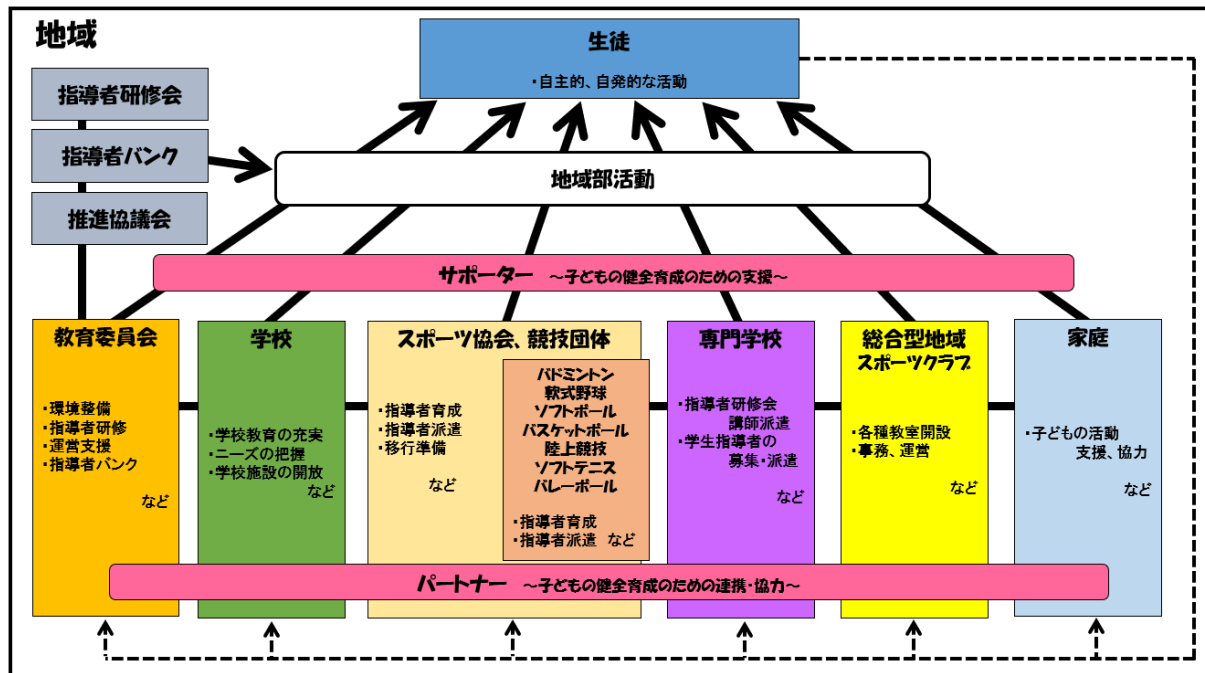 地域
生徒
・自主的、自発的な活動
指導者研修会
指導者バンク
推進協議会
地域部活動
サポーター ～子どもの健全育成のための支援～
教育委員会
・環境整備
・指導者研修
・運営支援
・指導者バンク
など
学校
・学校教育の充実
・ニーズの把握
・学校施設の開放
など
スポーツ協会、競技団体
・指導者育成
・指導者派遣
・移行準備
など
バドミントン
軟式野球
ソフトボール
バスケットボール
陸上競技
ソフトテニス
バレーボール
・指導者育成
・指導者派遣 など
専門学校
・指導者研修会
講師派遣
・学生指導者の
募集・派遣
など
総合型地域
スポーツクラブ
・各種教室開設
・事務、運営
など
家庭
・子どもの活動
支援、協力
など
パートナー ～子どもの健全育成のための連携・協力～